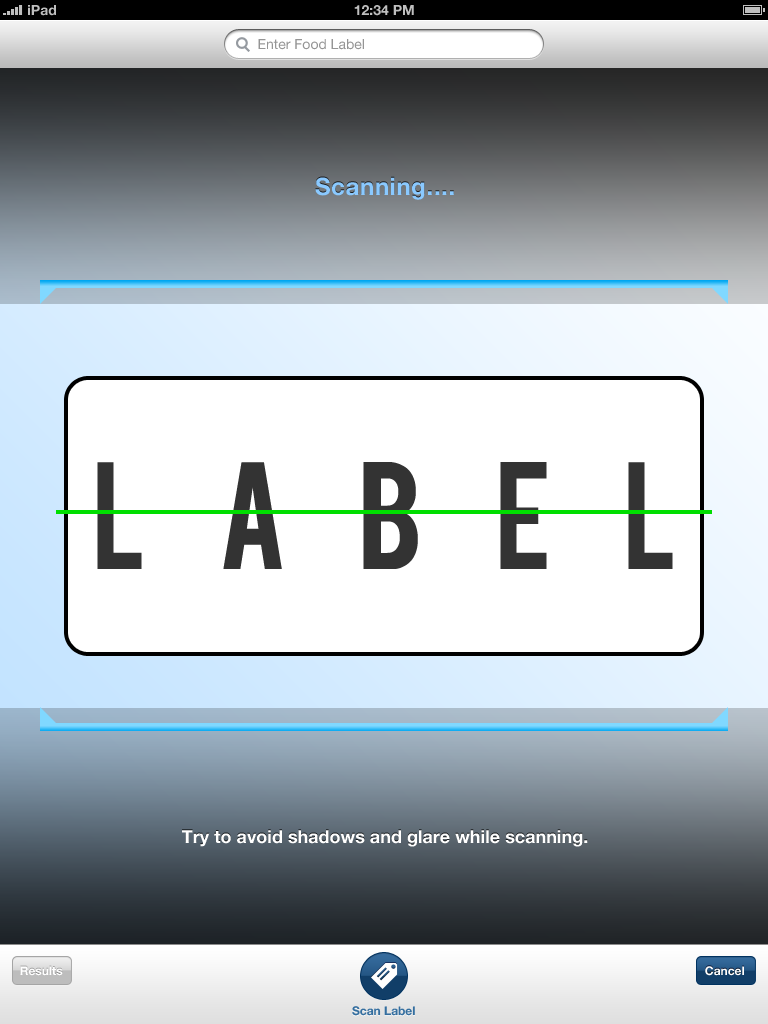 iPad 12:34 PM
Enter Food Label
Scanning....
L A B E L
Try to avoid shadows and glare while scanning.
Results Cancel
Scan Label